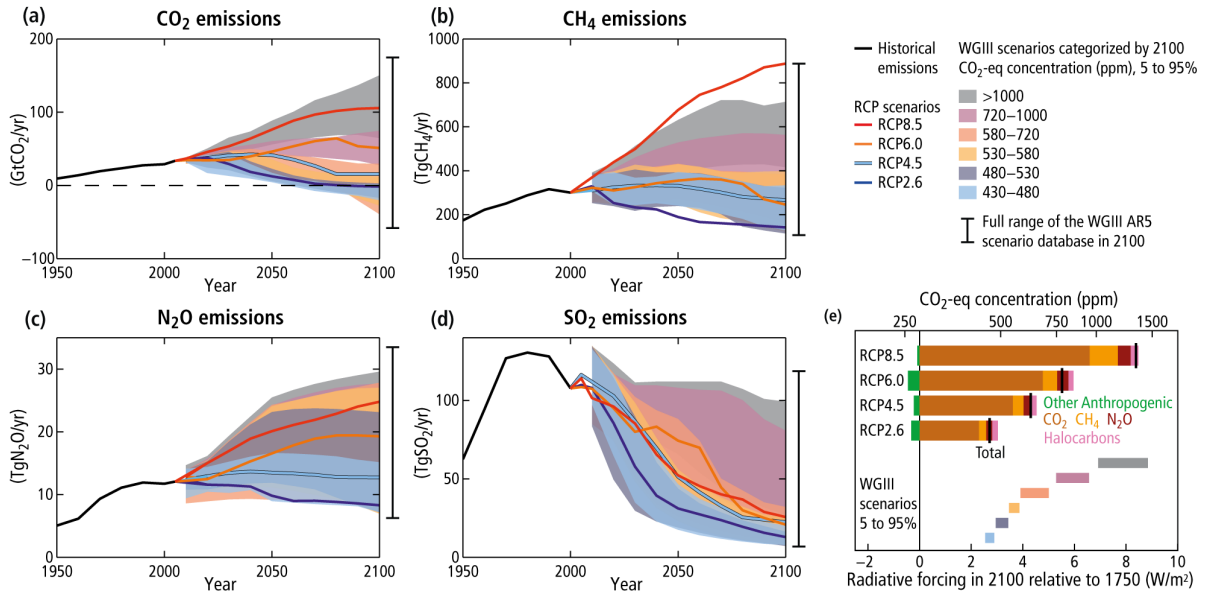 (a) CO₂ emissions
200
100
0
−100
(GtCO₂/yr)
1950 2000 2050 2100
Year
(b) CH₄ emissions
1000
800
600
400
200
0
(TgCH₄/yr)
1950 2000 2050 2100
Year
Historical
emissions
RCP scenarios
RCP8.5
RCP6.0
RCP4.5
RCP2.6
WGIII scenarios categorized by 2100
CO₂-eq concentration (ppm), 5 to 95%
>1000
720−1000
580−720
530−580
480−530
430−480
Full range of the WGIII AR5
scenario database in 2100
(c) N₂O emissions
30
20
10
0
(TgN₂O/yr)
1950 2000 2050 2100
Year
(d) SO₂ emissions
100
50
0
(TgSO₂/yr)
1950 2000 2050 2100
Year
(e)
CO₂-eq concentration (ppm)
250 500 750 1000 1500
RCP8.5
RCP6.0
RCP4.5
RCP2.6
Other Anthropogenic
CO₂ CH₄ N₂O
Halocarbons
Total
WGIII
scenarios
5 to 95%
−2 0 2 4 6 8 10
Radiative forcing in 2100 relative to 1750 (W/m²)